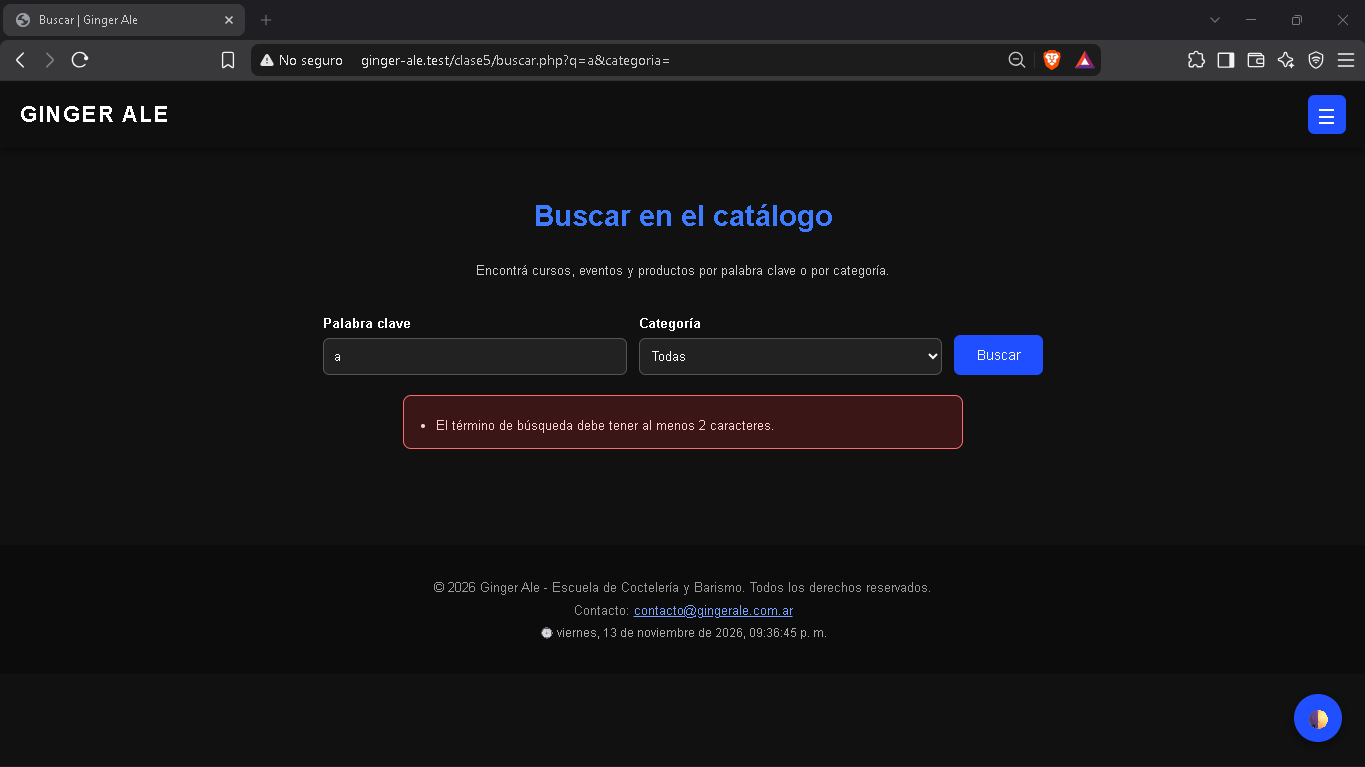 Buscar | Ginger Ale
No seguro ginger-ale.test/clase5/buscar.php?q=a&categoria=
GINGER ALE
Buscar en el catálogo
Encontrá cursos, eventos y productos por palabra clave o por categoría.
Palabra clave Categoría
a Todas Buscar
El término de búsqueda debe tener al menos 2 caracteres.
© 2026 Ginger Ale - Escuela de Coctelería y Barismo. Todos los derechos reservados.
Contacto: contacto@gingerale.com.ar
viernes, 13 de noviembre de 2026, 09:36:45 p. m.